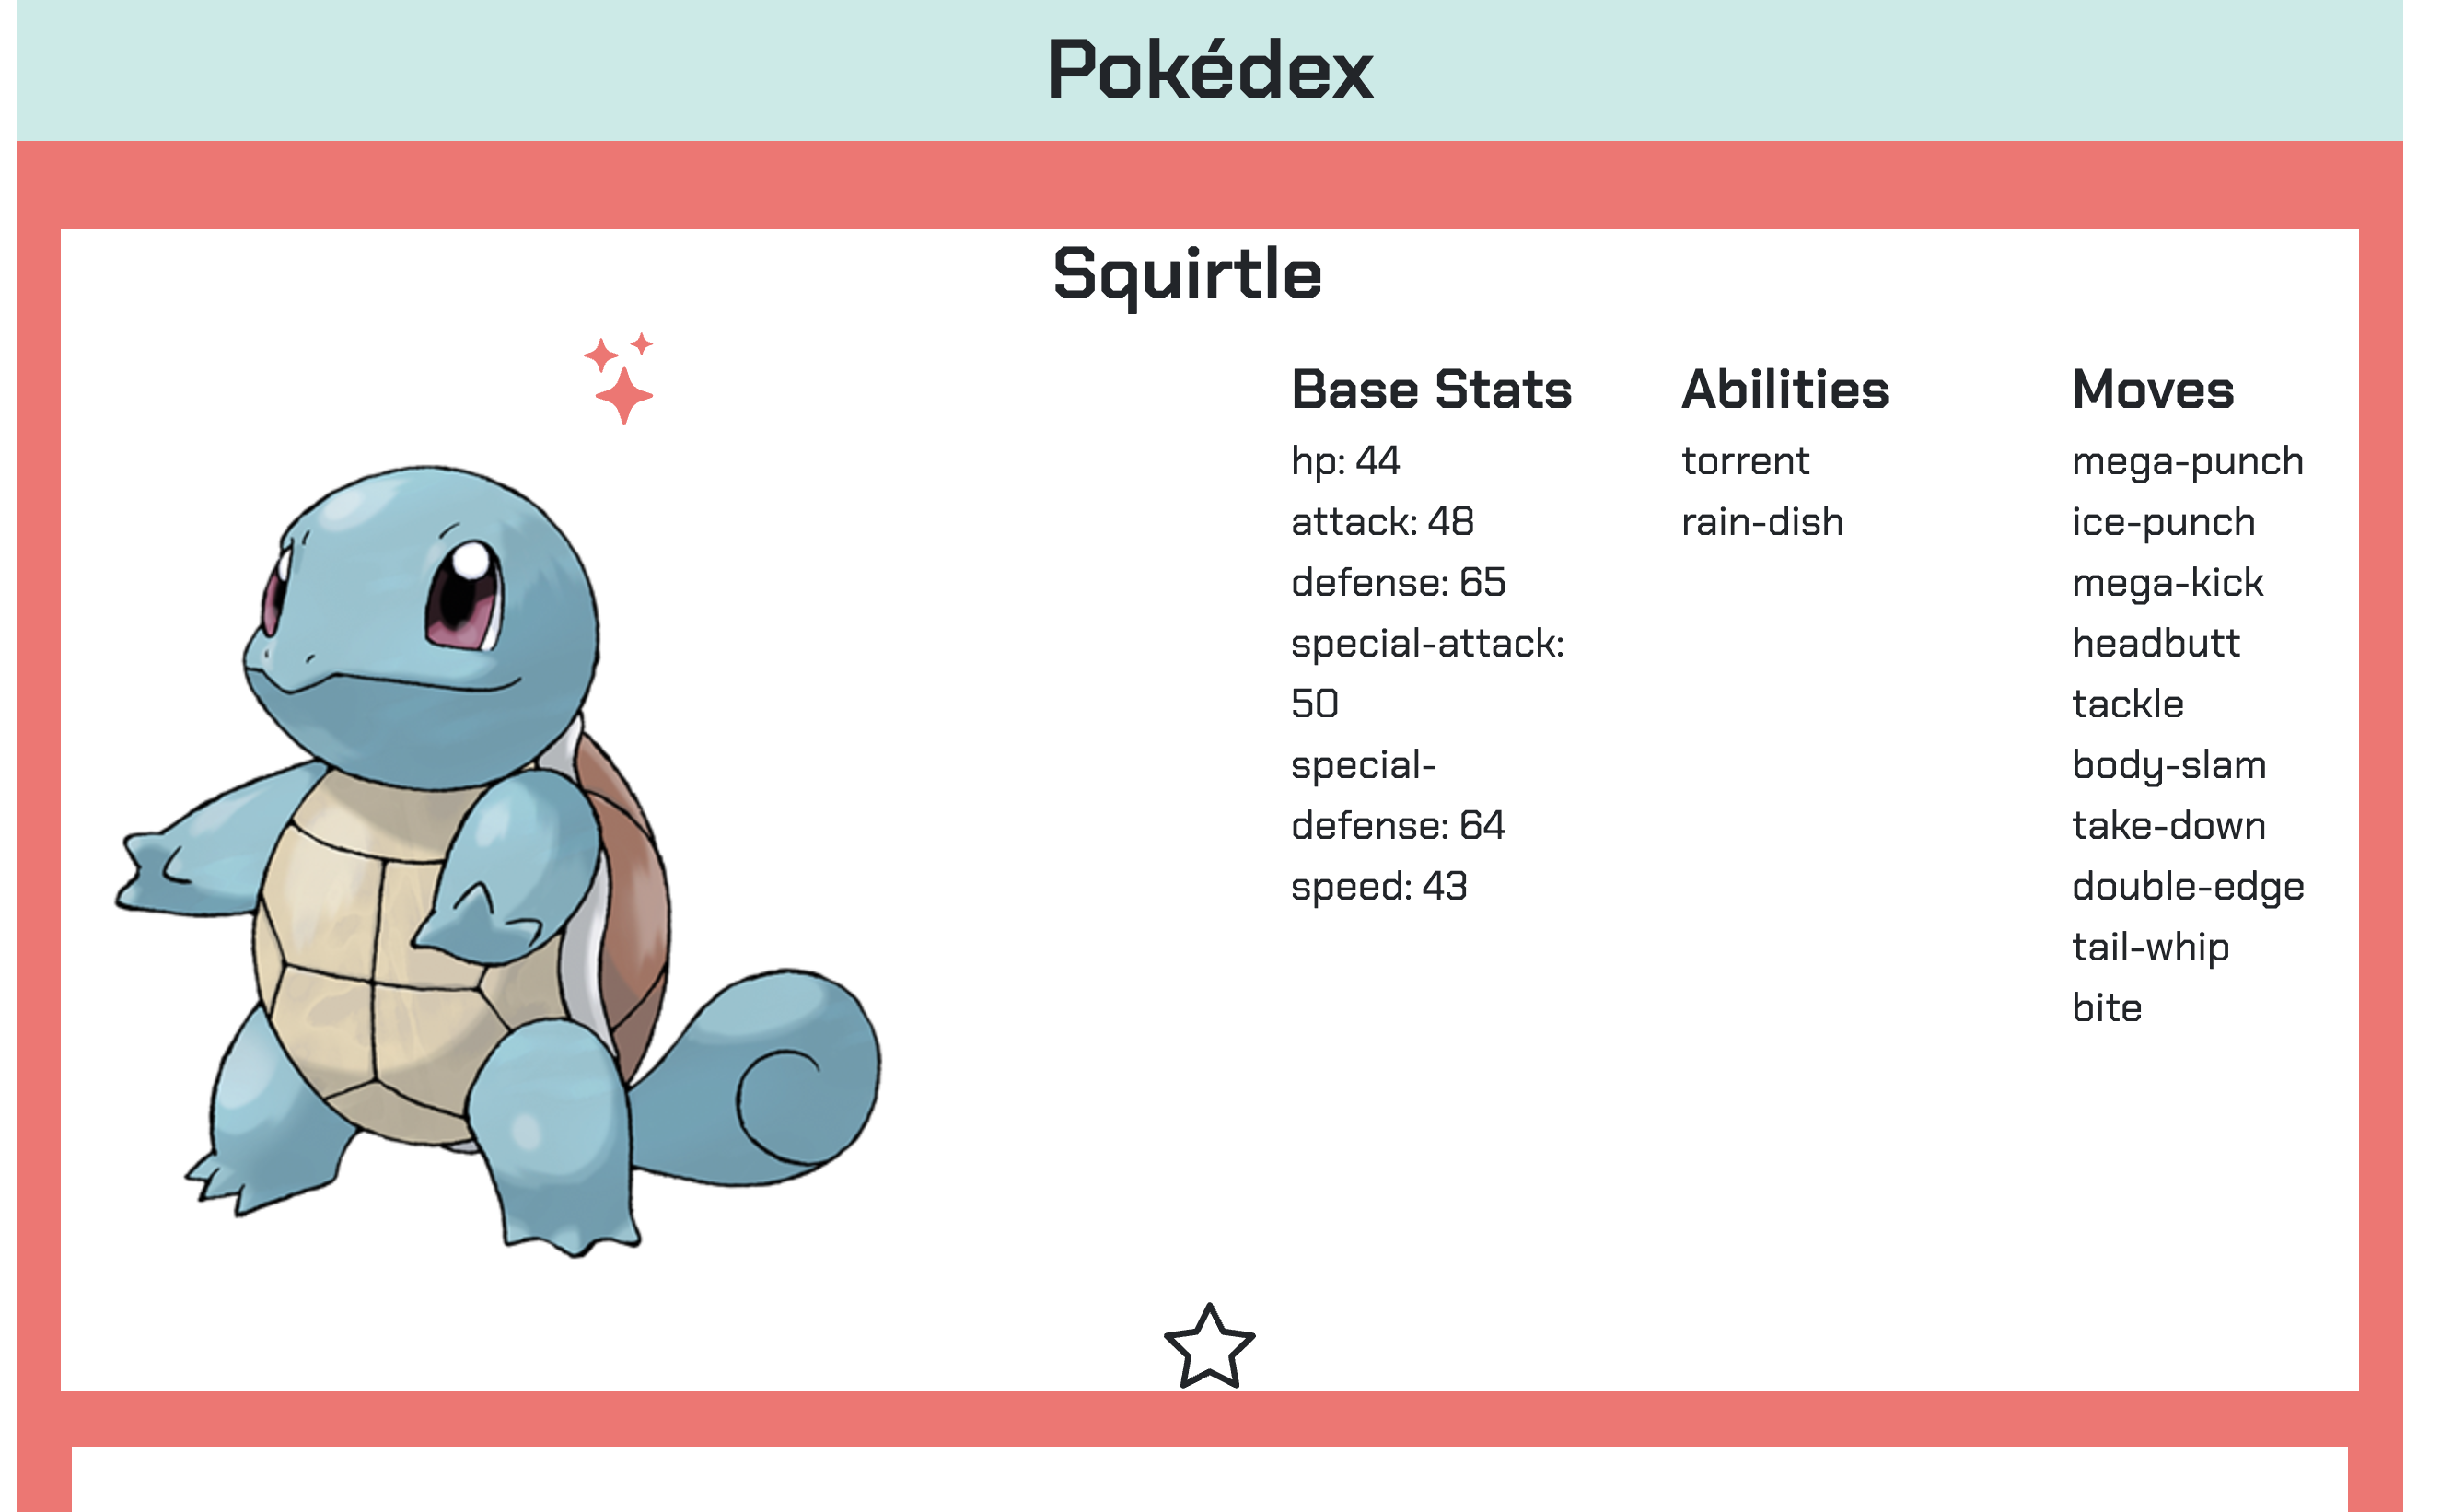 Pokédex
Squirtle
Base Stats
hp: 44
attack: 48
defense: 65
special-attack:
50
special-
defense: 64
speed: 43
Abilities
torrent
rain-dish
Moves
mega-punch
ice-punch
mega-kick
headbutt
tackle
body-slam
take-down
double-edge
tail-whip
bite